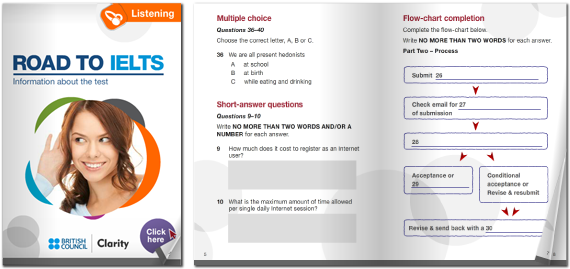 Listening
ROAD TO IELTS
Information about the test
BRITISH
COUNCIL
Clarity
Click
here
Multiple choice
Questions 36–40
Choose the correct letter, A, B or C.
36 We are all present hedonists
A at school
B at birth
C while eating and drinking
Short-answer questions
Questions 9–10
Write NO MORE THAN TWO WORDS AND/OR A
NUMBER for each answer.
9 How much does it cost to register as an Internet
user?
10 What is the maximum amount of time allowed
per single daily Internet session?
Flow-chart completion
Complete the flow-chart below.
Write NO MORE THAN TWO WORDS for each answer.
Part Two – Process
Submit 26
Check email for 27
of submission
28
Acceptance or
29
Conditional
acceptance or
Revise & resubmit
Revise & send back with a 30